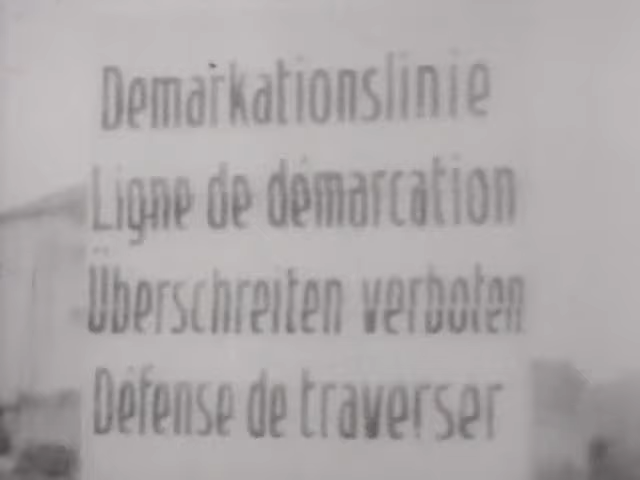 Demarkationslinie
Ligne de démarcation
Überschreiten verboten
Défense de traverser